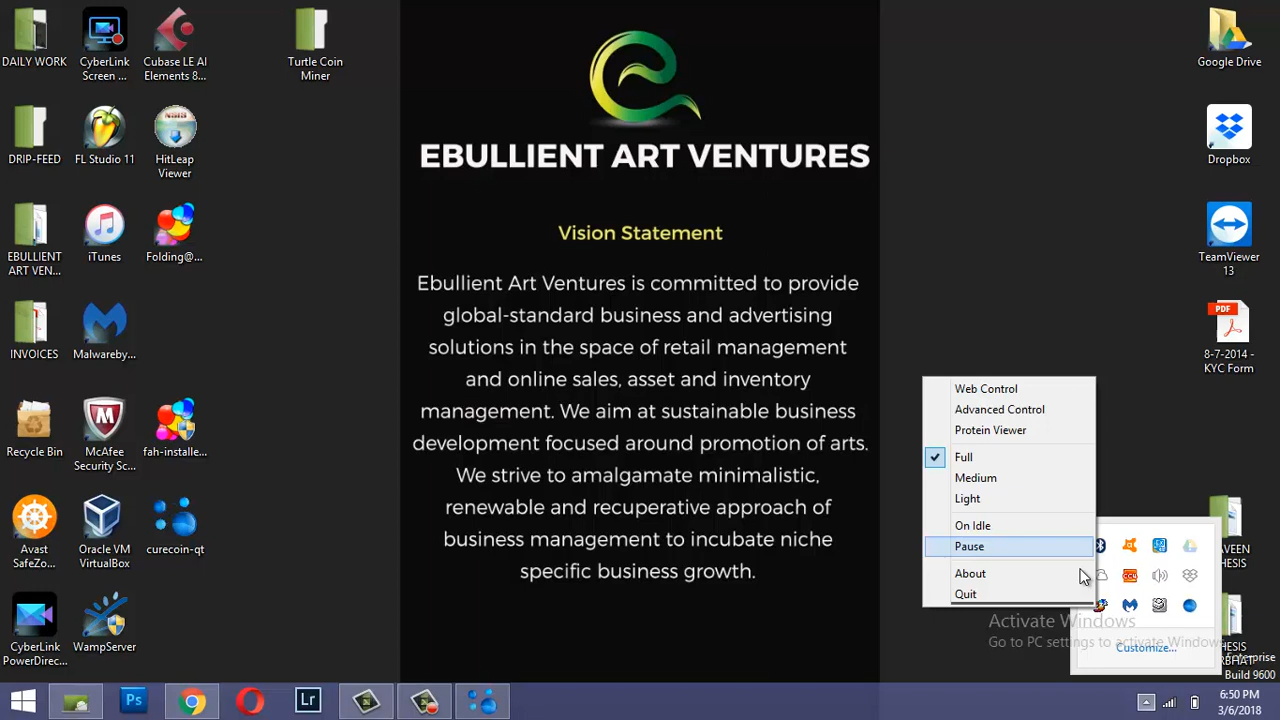 DAILY WORK
CyberLink
Screen ...
Cubase LE AI
Elements 8...
Turtle Coin
Miner
Google Drive
DRIP-FEED
FL Studio 11
HitLeap
Viewer
Dropbox
EBULLIENT
ART VEN...
iTunes
Folding@...
TeamViewer
13
INVOICES
Malwareby...
PDF
8-7-2014 -
KYC Form
Recycle Bin
McAfee
Security Sc...
fah-installe...
Avast
SafeZo...
Oracle VM
VirtualBox
curecoin-qt
CyberLink
PowerDirec...
WampServer
EBULLIENT ART VENTURES
Vision Statement
Ebullient Art Ventures is committed to provide
global-standard business and advertising
solutions in the space of retail management
and online sales, asset and inventory
management. We aim at sustainable business
development focused around promotion of arts.
We strive to amalgamate minimalistic,
renewable and recuperative approach of
business management to incubate niche
specific business growth.
Web Control
Advanced Control
Protein Viewer
Full
Medium
Light
On Idle
Pause
About
Quit
AVEEN
HESIS
HESIS
Activate Windows
Go to PC settings to activate Windows
Customize...
Enterprise
Build 9600
Ps
Lr
6:50 PM
3/6/2018